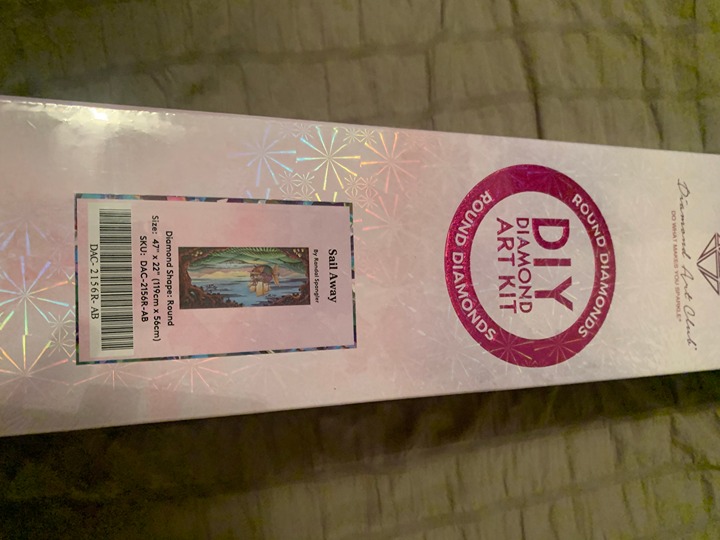 Diamond Art Club®
DO WHAT MAKES YOU SPARKLE®
ROUND DIAMONDS
DIY
DIAMOND
ART KIT
ROUND DIAMONDS
Sail Away
By Randal Spangler
Diamond Shape: Round
Size: 47" x 22" (119cm x 56cm)
SKU: DAC-2156R-AB
DAC-2156R-AB